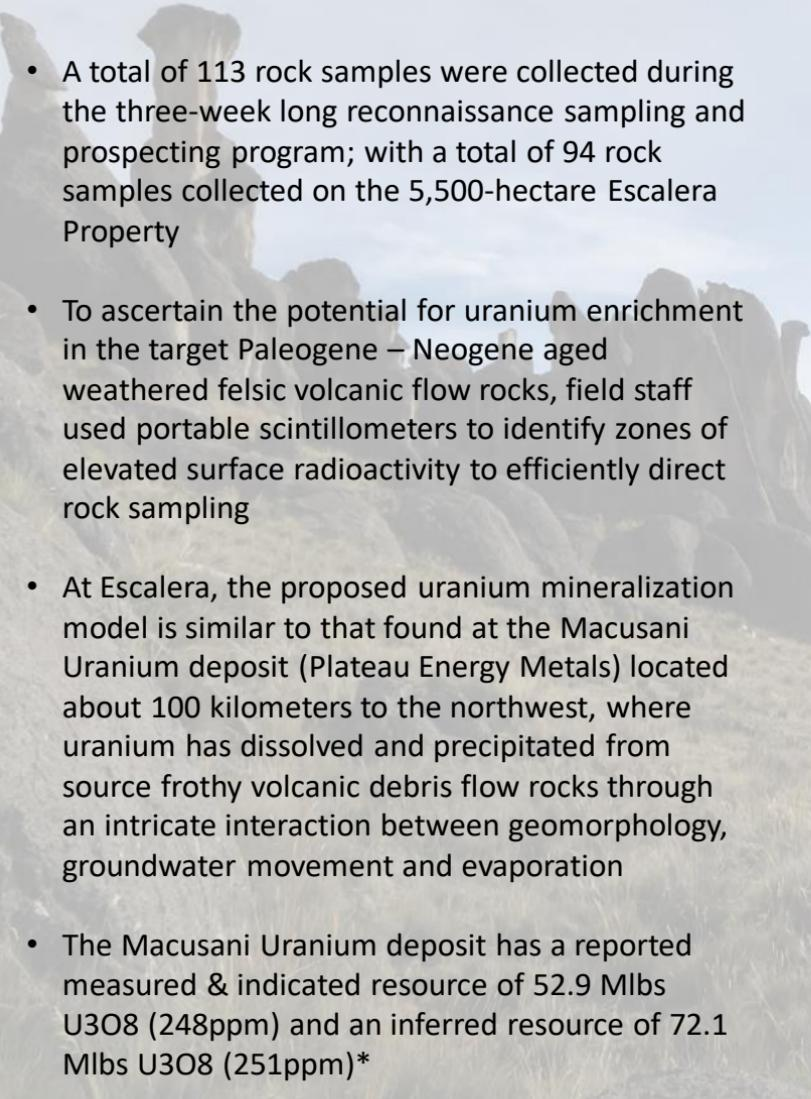 • A total of 113 rock samples were collected during
the three-week long reconnaissance sampling and
prospecting program; with a total of 94 rock
samples collected on the 5,500-hectare Escalera
Property
• To ascertain the potential for uranium enrichment
in the target Paleogene – Neogene aged
weathered felsic volcanic flow rocks, field staff
used portable scintillometers to identify zones of
elevated surface radioactivity to efficiently direct
rock sampling
• At Escalera, the proposed uranium mineralization
model is similar to that found at the Macusani
Uranium deposit (Plateau Energy Metals) located
about 100 kilometers to the northwest, where
uranium has dissolved and precipitated from
source frothy volcanic debris flow rocks through
an intricate interaction between geomorphology,
groundwater movement and evaporation
• The Macusani Uranium deposit has a reported
measured & indicated resource of 52.9 Mlbs
U3O8 (248ppm) and an inferred resource of 72.1
Mlbs U3O8 (251ppm)*